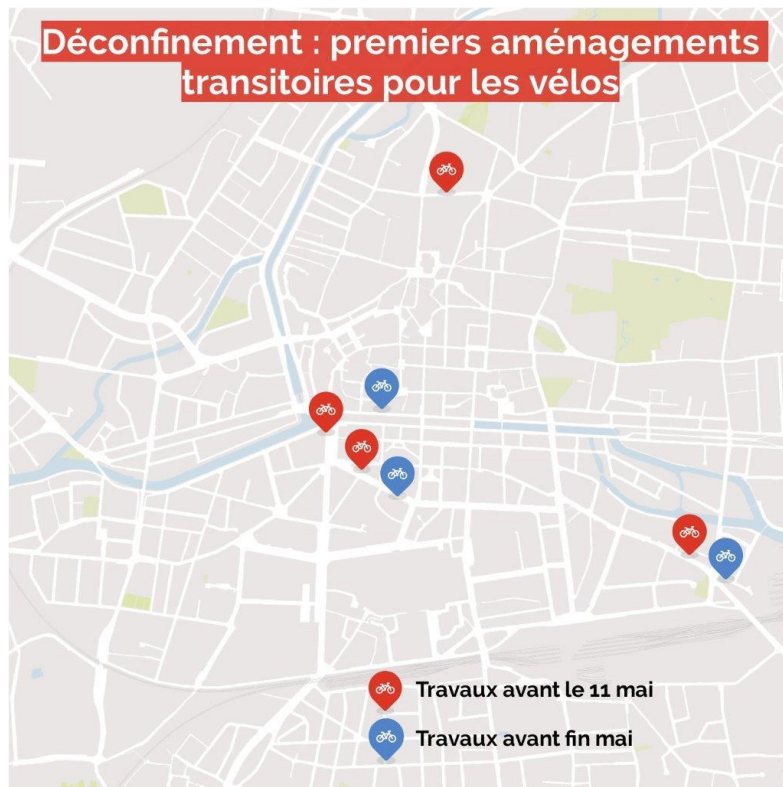 Déconfinement : premiers aménagements
transitoires pour les vélos
Travaux avant le 11 mai
Travaux avant fin mai